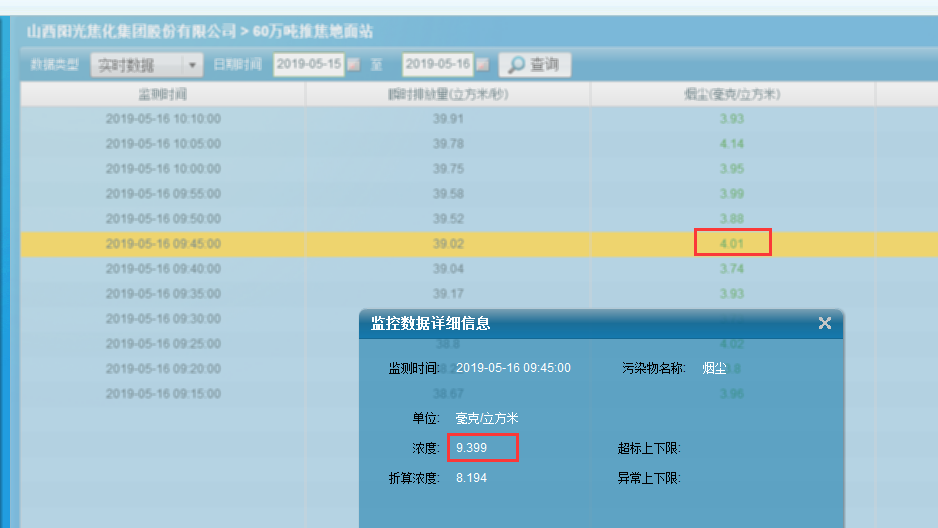 山西阳光焦化集团股份有限公司 > 60万吨推焦地面站
数据类型 实时数据 日期时间 2019-05-15 至 2019-05-16 查询
监测时间 瞬时排放量(立方米/秒) 烟尘(毫克/立方米)
2019-05-16 10:10:00 39.91 3.93
2019-05-16 10:05:00 39.78 4.14
2019-05-16 10:00:00 39.75 3.95
2019-05-16 09:55:00 39.58 3.99
2019-05-16 09:50:00 39.52 3.88
2019-05-16 09:45:00 39.02 4.01
2019-05-16 09:40:00 39.04 3.74
2019-05-16 09:35:00 39.17 3.93
2019-05-16 09:30:00
2019-05-16 09:25:00 38.8 4.02
2019-05-16 09:20:00
2019-05-16 09:15:00 38.67 3.96
监控数据详细信息
监测时间: 2019-05-16 09:45:00 污染物名称: 烟尘
单位: 毫克/立方米
浓度: 9.399 超标上下限:
折算浓度: 8.194 异常上下限: